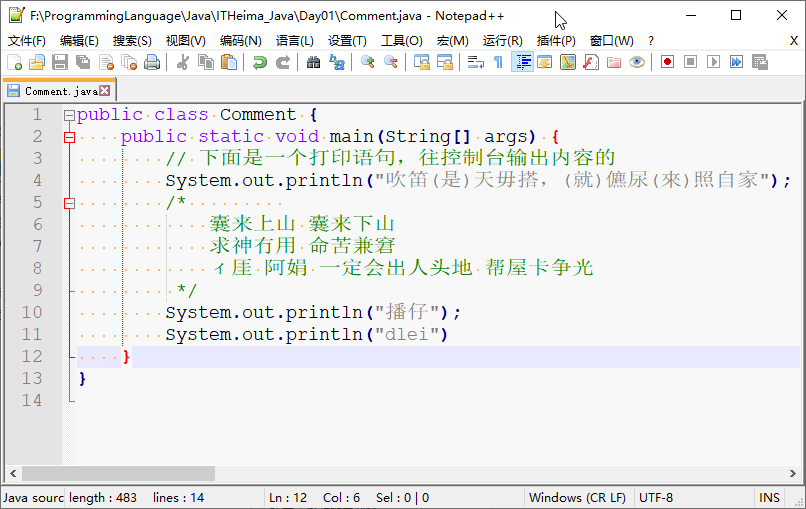 F:\ProgrammingLanguage\Java\ITHeima_Java\Day01\Comment.java - Notepad++
文件(F) 编辑(E) 搜索(S) 视图(V) 编码(N) 语言(L) 设置(T) 工具(O) 宏(M) 运行(R) 插件(P) 窗口(W) ? X
Comment.java
1 public class Comment {
2 public static void main(String[] args) {
3 // 下面是一个打印语句，往控制台输出内容的
4 System.out.println("吹笛(是)天毋搭，(就)儦尿(來)照自家");
5 /*
6 囊来上山 囊来下山
7 求神冇用 命苦兼窘
8 ㄔ厓 阿娟 一定会出人头地 帮屋卡争光
9 */
10 System.out.println("播仔");
11 System.out.println("dlei")
12 }
13 }
14
Java sourc length : 483 lines : 14 Ln : 12 Col : 6 Sel : 0 | 0 Windows (CR LF) UTF-8 INS